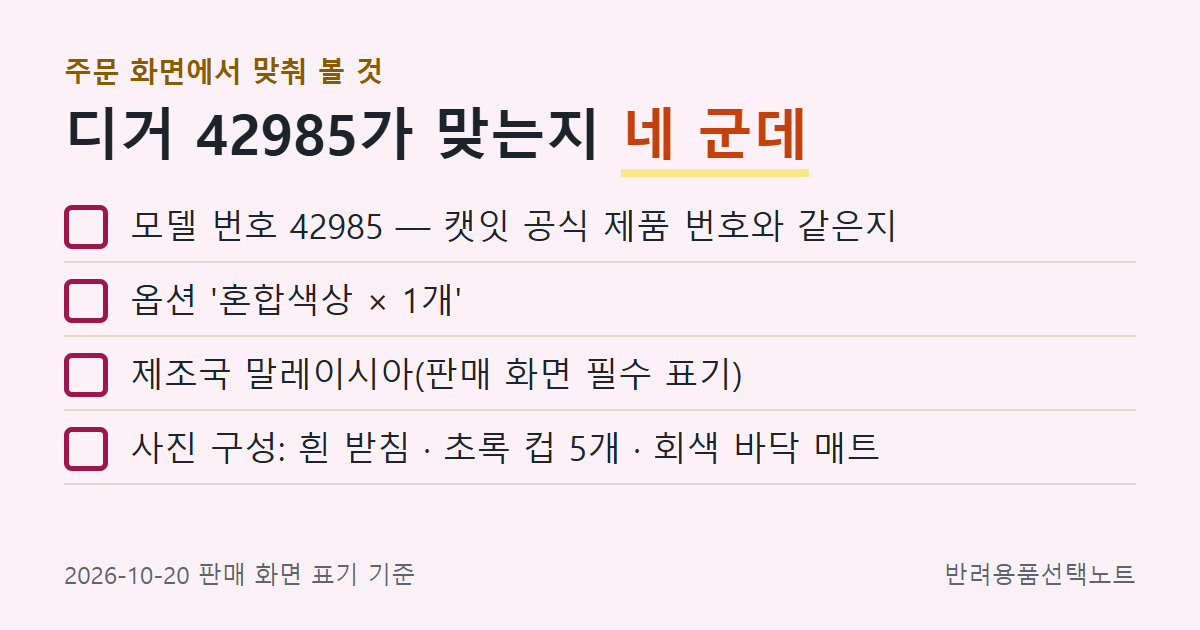 주문 화면에서 맞춰 볼 것
디거 42985가 맞는지 네 군데
모델 번호 42985 — 캣잇 공식 제품 번호와 같은지
옵션 '혼합색상 × 1개'
제조국 말레이시아(판매 화면 필수 표기)
사진 구성: 흰 받침 · 초록 컵 5개 · 회색 바닥 매트
2026-10-20 판매 화면 표기 기준
반려용품선택노트